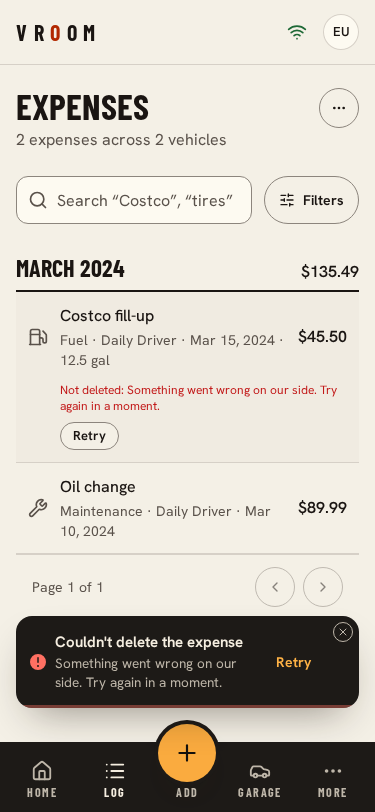 VROOM
EU
EXPENSES
2 expenses across 2 vehicles
Search “Costco”, “tires”
Filters
MARCH 2024
$135.49
Costco fill-up
Fuel · Daily Driver · Mar 15, 2024 ·
12.5 gal
$45.50
Not deleted: Something went wrong on our side. Try
again in a moment.
Retry
Oil change
Maintenance · Daily Driver · Mar
10, 2024
$89.99
Page 1 of 1
Couldn't delete the expense
Something went wrong on our
side. Try again in a moment.
Retry
HOME
LOG
ADD
GARAGE
MORE